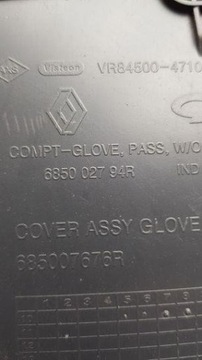 Visteon VR84500-4710
COMPT-GLOVE, PASS, W/O
6850 027 94R IND
COVER ASSY GLOVE
685007676R
1 2 3 4 5 6 7 8